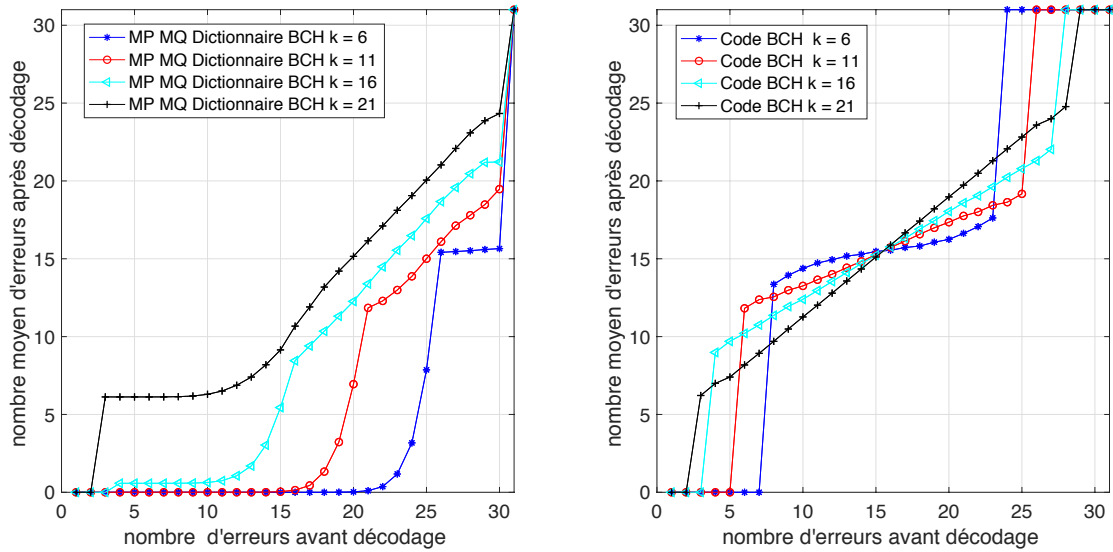 nombre moyen d'erreurs après décodage
30
25
20
15
10
5
0
MP MQ Dictionnaire BCH k = 6
MP MQ Dictionnaire BCH k = 11
MP MQ Dictionnaire BCH k = 16
MP MQ Dictionnaire BCH k = 21
0 5 10 15 20 25 30
nombre d'erreurs avant décodage
nombre moyen d'erreurs après décodage
30
25
20
15
10
5
0
Code BCH k = 6
Code BCH k = 11
Code BCH k = 16
Code BCH k = 21
0 5 10 15 20 25 30
nombre d'erreurs avant décodage